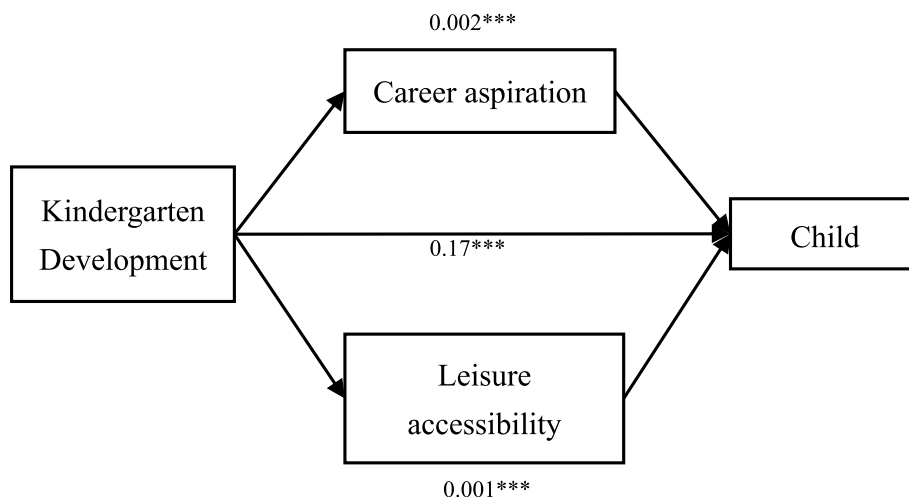 0.002***
Career aspiration
Kindergarten
Development
0.17***
Child
Leisure
accessibility
0.001***